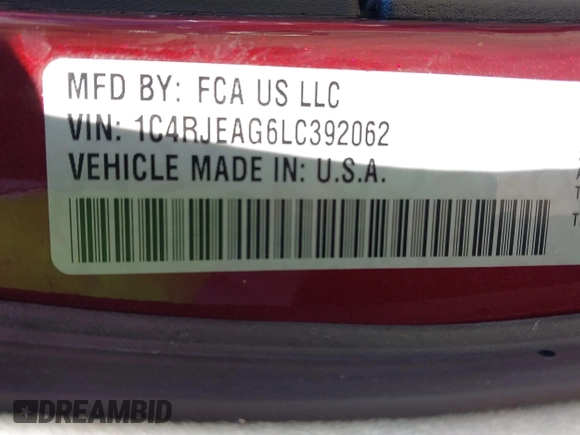 MFD BY: FCA US LLC
VIN: 1C4RJEAG6LC392062
VEHICLE MADE IN: U.S.A.
DREAMBID